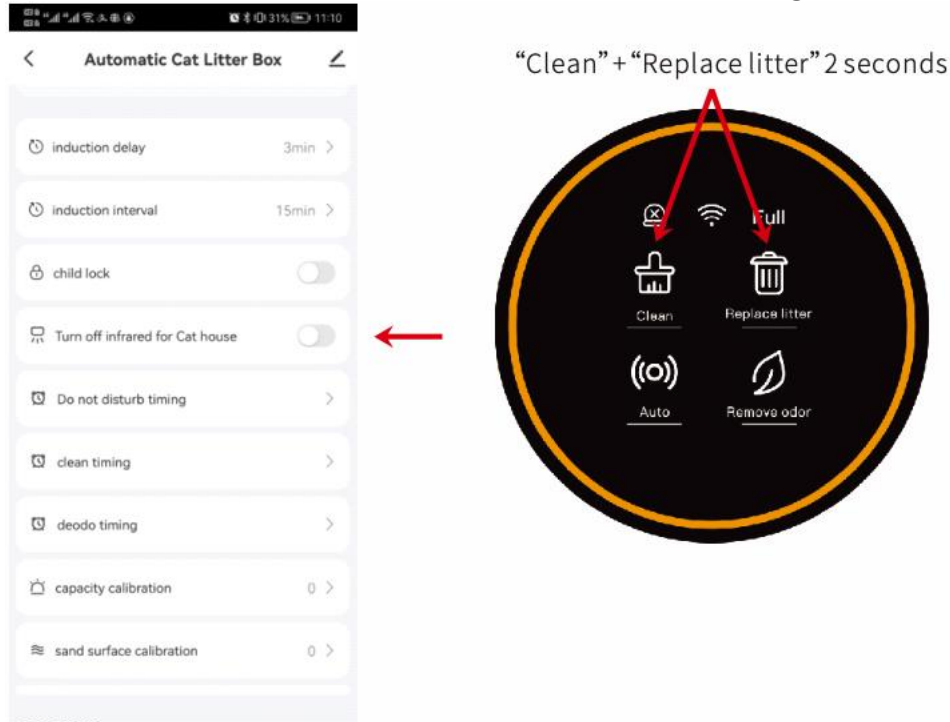 31% 11:10
Automatic Cat Litter Box
induction delay 3min
induction interval 15min
child lock
Turn off infrared for Cat house
Do not disturb timing
clean timing
deodo timing
capacity calibration 0
sand surface calibration 0
“Clean”+“Replace litter” 2 seconds
Full
Clean Replace litter
Auto Remove odor